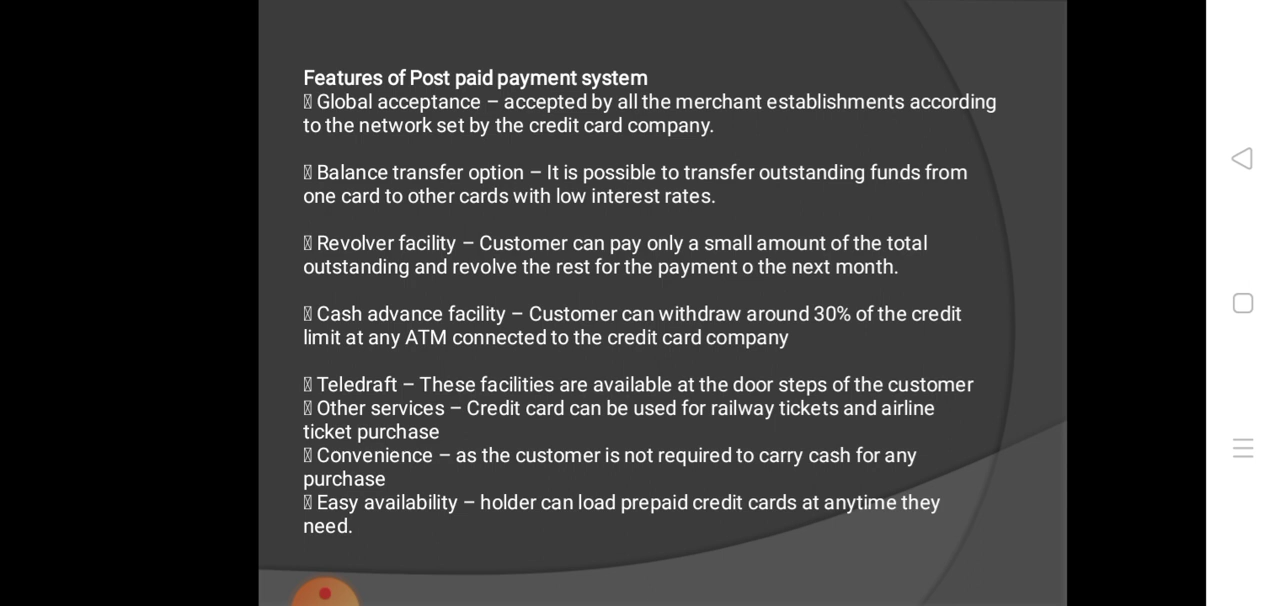 Features of Post paid payment system
Global acceptance – accepted by all the merchant establishments according
to the network set by the credit card company.
Balance transfer option – It is possible to transfer outstanding funds from
one card to other cards with low interest rates.
Revolver facility – Customer can pay only a small amount of the total
outstanding and revolve the rest for the payment o the next month.
Cash advance facility – Customer can withdraw around 30% of the credit
limit at any ATM connected to the credit card company
Teledraft – These facilities are available at the door steps of the customer
Other services – Credit card can be used for railway tickets and airline
ticket purchase
Convenience – as the customer is not required to carry cash for any
purchase
Easy availability – holder can load prepaid credit cards at anytime they
need.